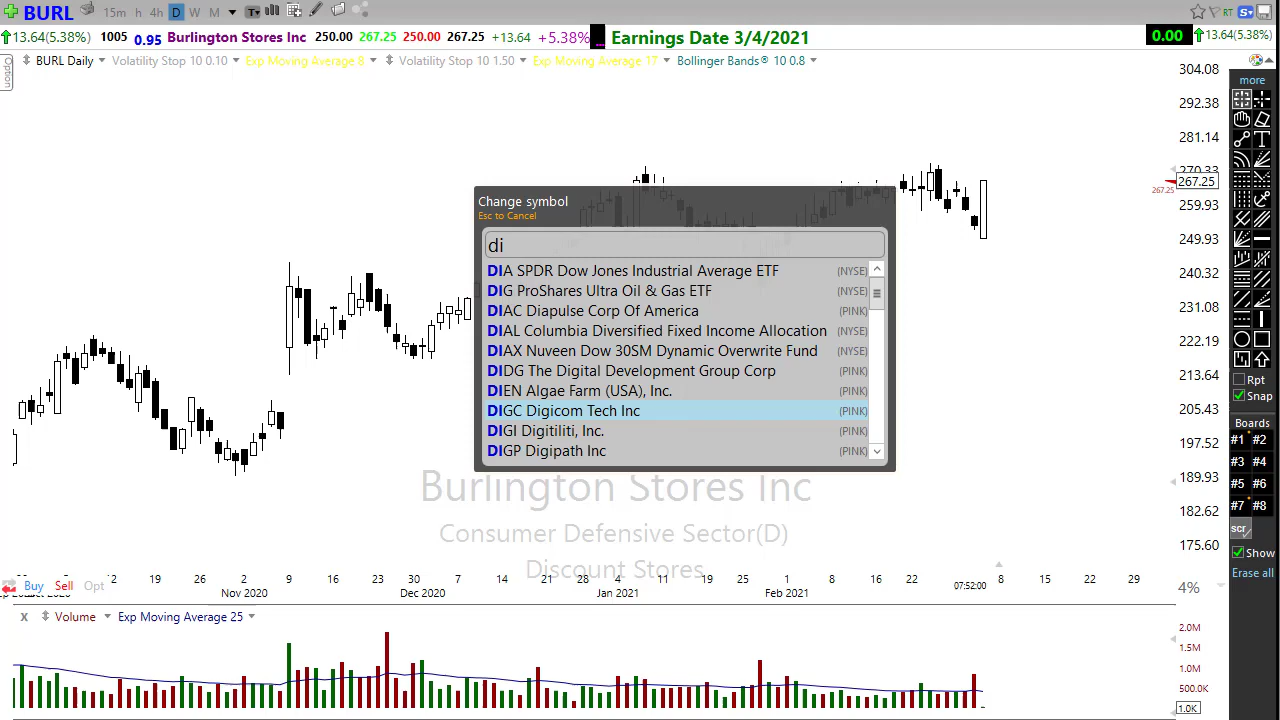 BURL 15m h 4h D W M T RT S
13.64(5.38%) 1005 0.95 Burlington Stores Inc 250.00 267.25 250.00 267.25 +13.64 +5.38% Earnings Date 3/4/2021 0.00 13.64(5.38%)
Option BURL Daily Volatility Stop 10 0.10 Exp Moving Average 8 Volatility Stop 10 1.50 Exp Moving Average 17 Bollinger Bands® 10 0.8
304.08
292.38
281.14
270.33
267.25
267.25
259.93
249.93
240.32
231.08
222.19
213.64
205.43
197.52
189.93
182.62
175.60
4%
more
Rpt
Snap
Boards
#1 #2
#3 #4
#5 #6
#7 #8
scr
Show
Erase all
Change symbol
Esc to Cancel
di
DIA SPDR Dow Jones Industrial Average ETF (NYSE)
DIG ProShares Ultra Oil & Gas ETF (NYSE)
DIAC Diapulse Corp Of America (PINK)
DIAL Columbia Diversified Fixed Income Allocation (NYSE)
DIAX Nuveen Dow 30SM Dynamic Overwrite Fund (NYSE)
DIDG The Digital Development Group Corp (PINK)
DIEN Algae Farm (USA), Inc. (PINK)
DIGC Digicom Tech Inc (PINK)
DIGI Digitiliti, Inc. (PINK)
DIGP Digipath Inc (PINK)
Burlington Stores Inc
Consumer Defensive Sector(D)
Discount Stores
Buy Sell Opt
12 19 26 2 9 16 23 30 7 14 21 28 4 11 19 25 1 8 16 22 8 15 22 29
Nov 2020 Dec 2020 Jan 2021 Feb 2021 07:52:00
X Volume Exp Moving Average 25
2.0M
1.5M
1.0M
500.0K
1.0K